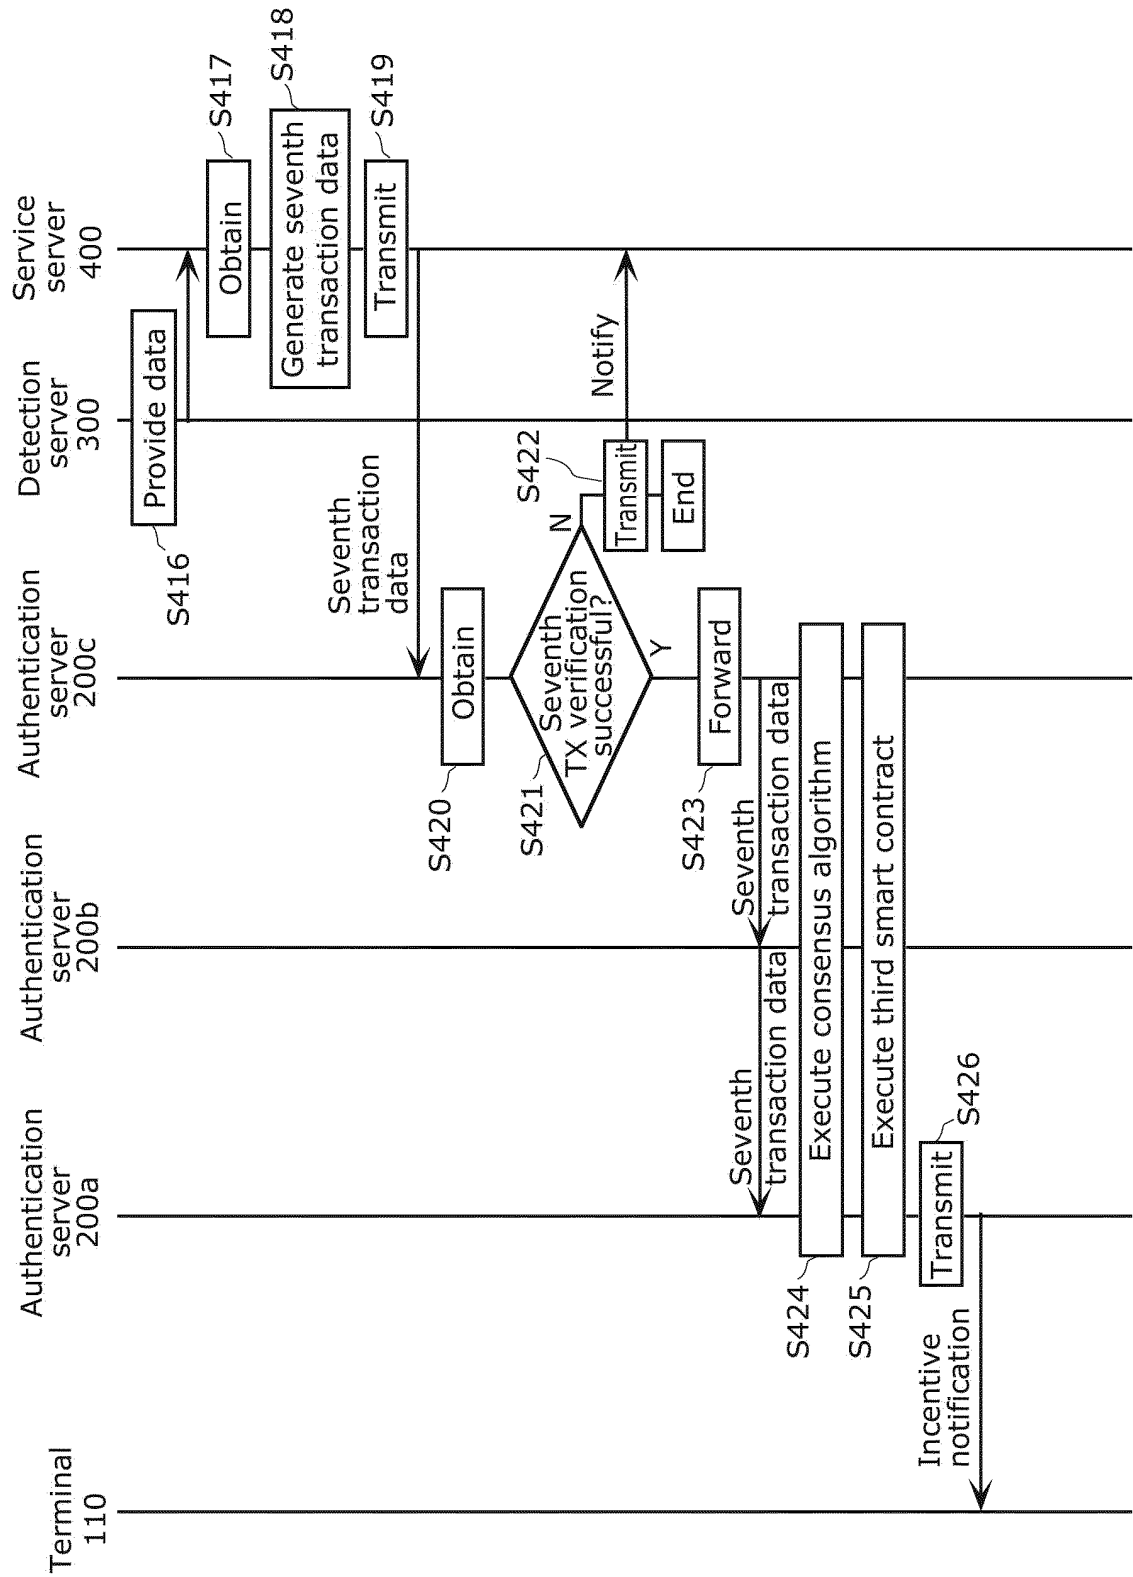 Terminal
110
Authentication
server
200a
Authentication
server
200b
Authentication
server
200c
Detection
server
300
Service
server
400
S416
Provide data
Obtain
S417
Generate seventh
transaction data
S418
Transmit
S419
Seventh
transaction
data
S420
Obtain
S421
Seventh
TX verification
successful?
N
Y
S422
Transmit
Notify
End
S423
Forward
Seventh
transaction data
Seventh
transaction data
S424
Execute consensus algorithm
S425
Execute third smart contract
Transmit
S426
Incentive
notification